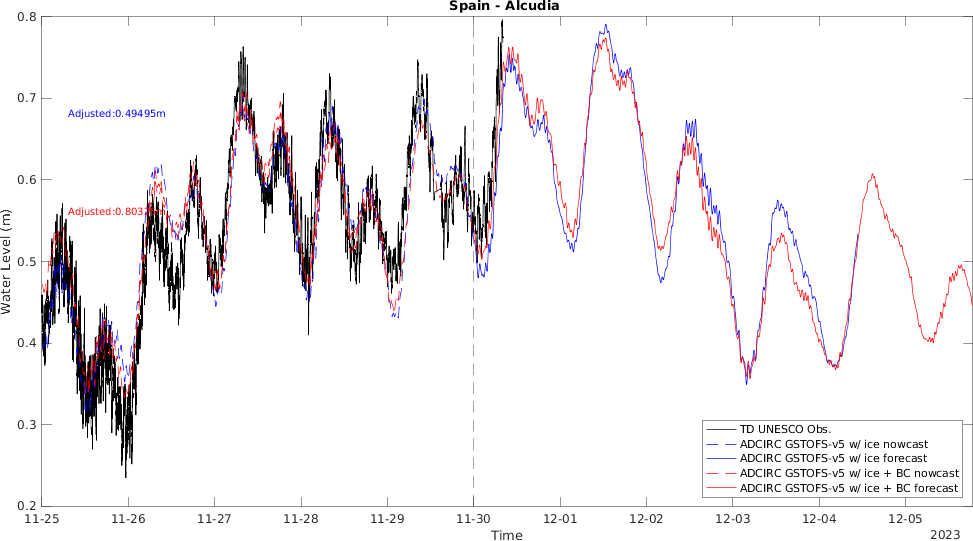 Spain - Alcudia
0.8
0.7
0.6
0.5
0.4
0.3
0.2
Water Level (m)
Adjusted:0.49495m
TD UNESCO Obs.
ADCIRC GSTOFS-v5 w/ ice nowcast
ADCIRC GSTOFS-v5 w/ ice forecast
ADCIRC GSTOFS-v5 w/ ice + BC nowcast
ADCIRC GSTOFS-v5 w/ ice + BC forecast
11-25 11-26 11-27 11-28 11-29 11-30 12-01 12-02 12-03 12-04 12-05
Time
2023